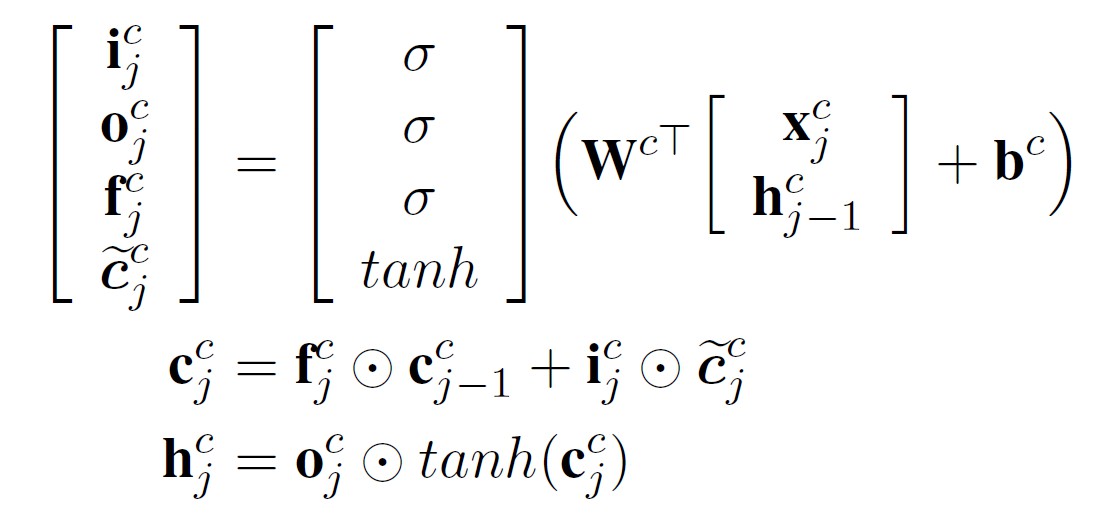 [ i_j^c ; o_j^c ; f_j^c ; c̃_j^c ] = [ σ ; σ ; σ ; tanh ] ( W^{c⊤} [ x_j^c ; h_{j−1}^c ] + b^c )
c_j^c = f_j^c ⊙ c_{j−1}^c + i_j^c ⊙ c̃_j^c
h_j^c = o_j^c ⊙ tanh(c_j^c)